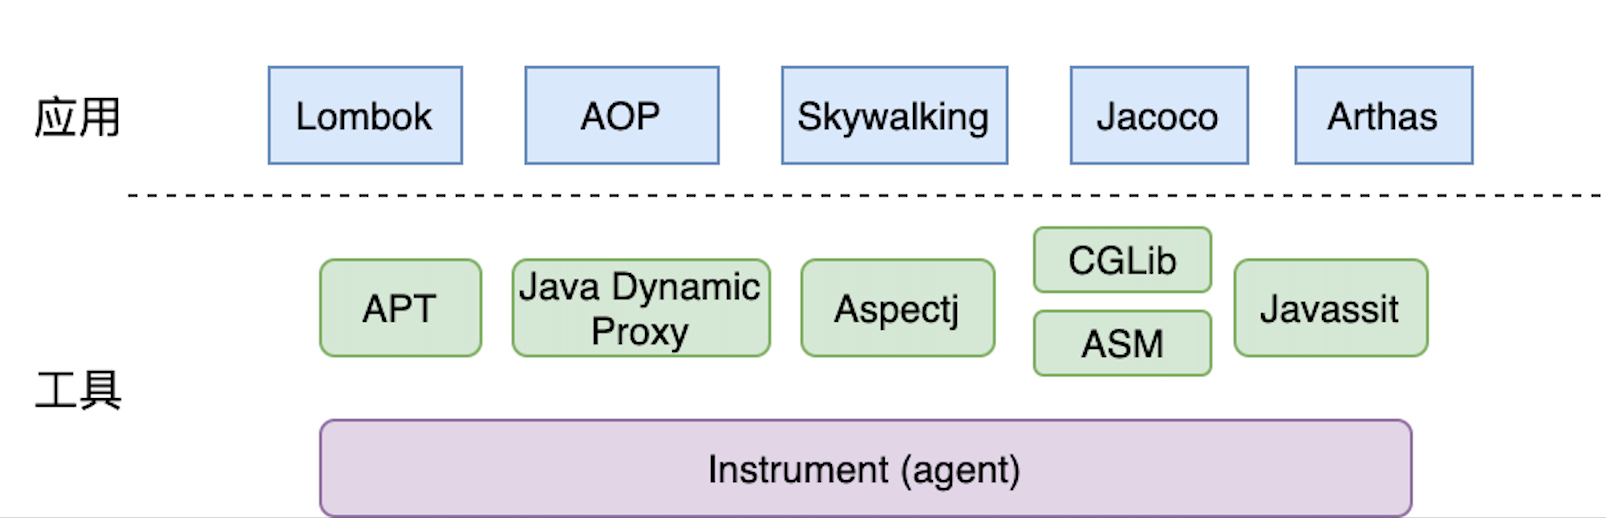 应用
Lombok
AOP
Skywalking
Jacoco
Arthas
工具
APT
Java Dynamic
Proxy
Aspectj
CGLib
ASM
Javassit
Instrument (agent)